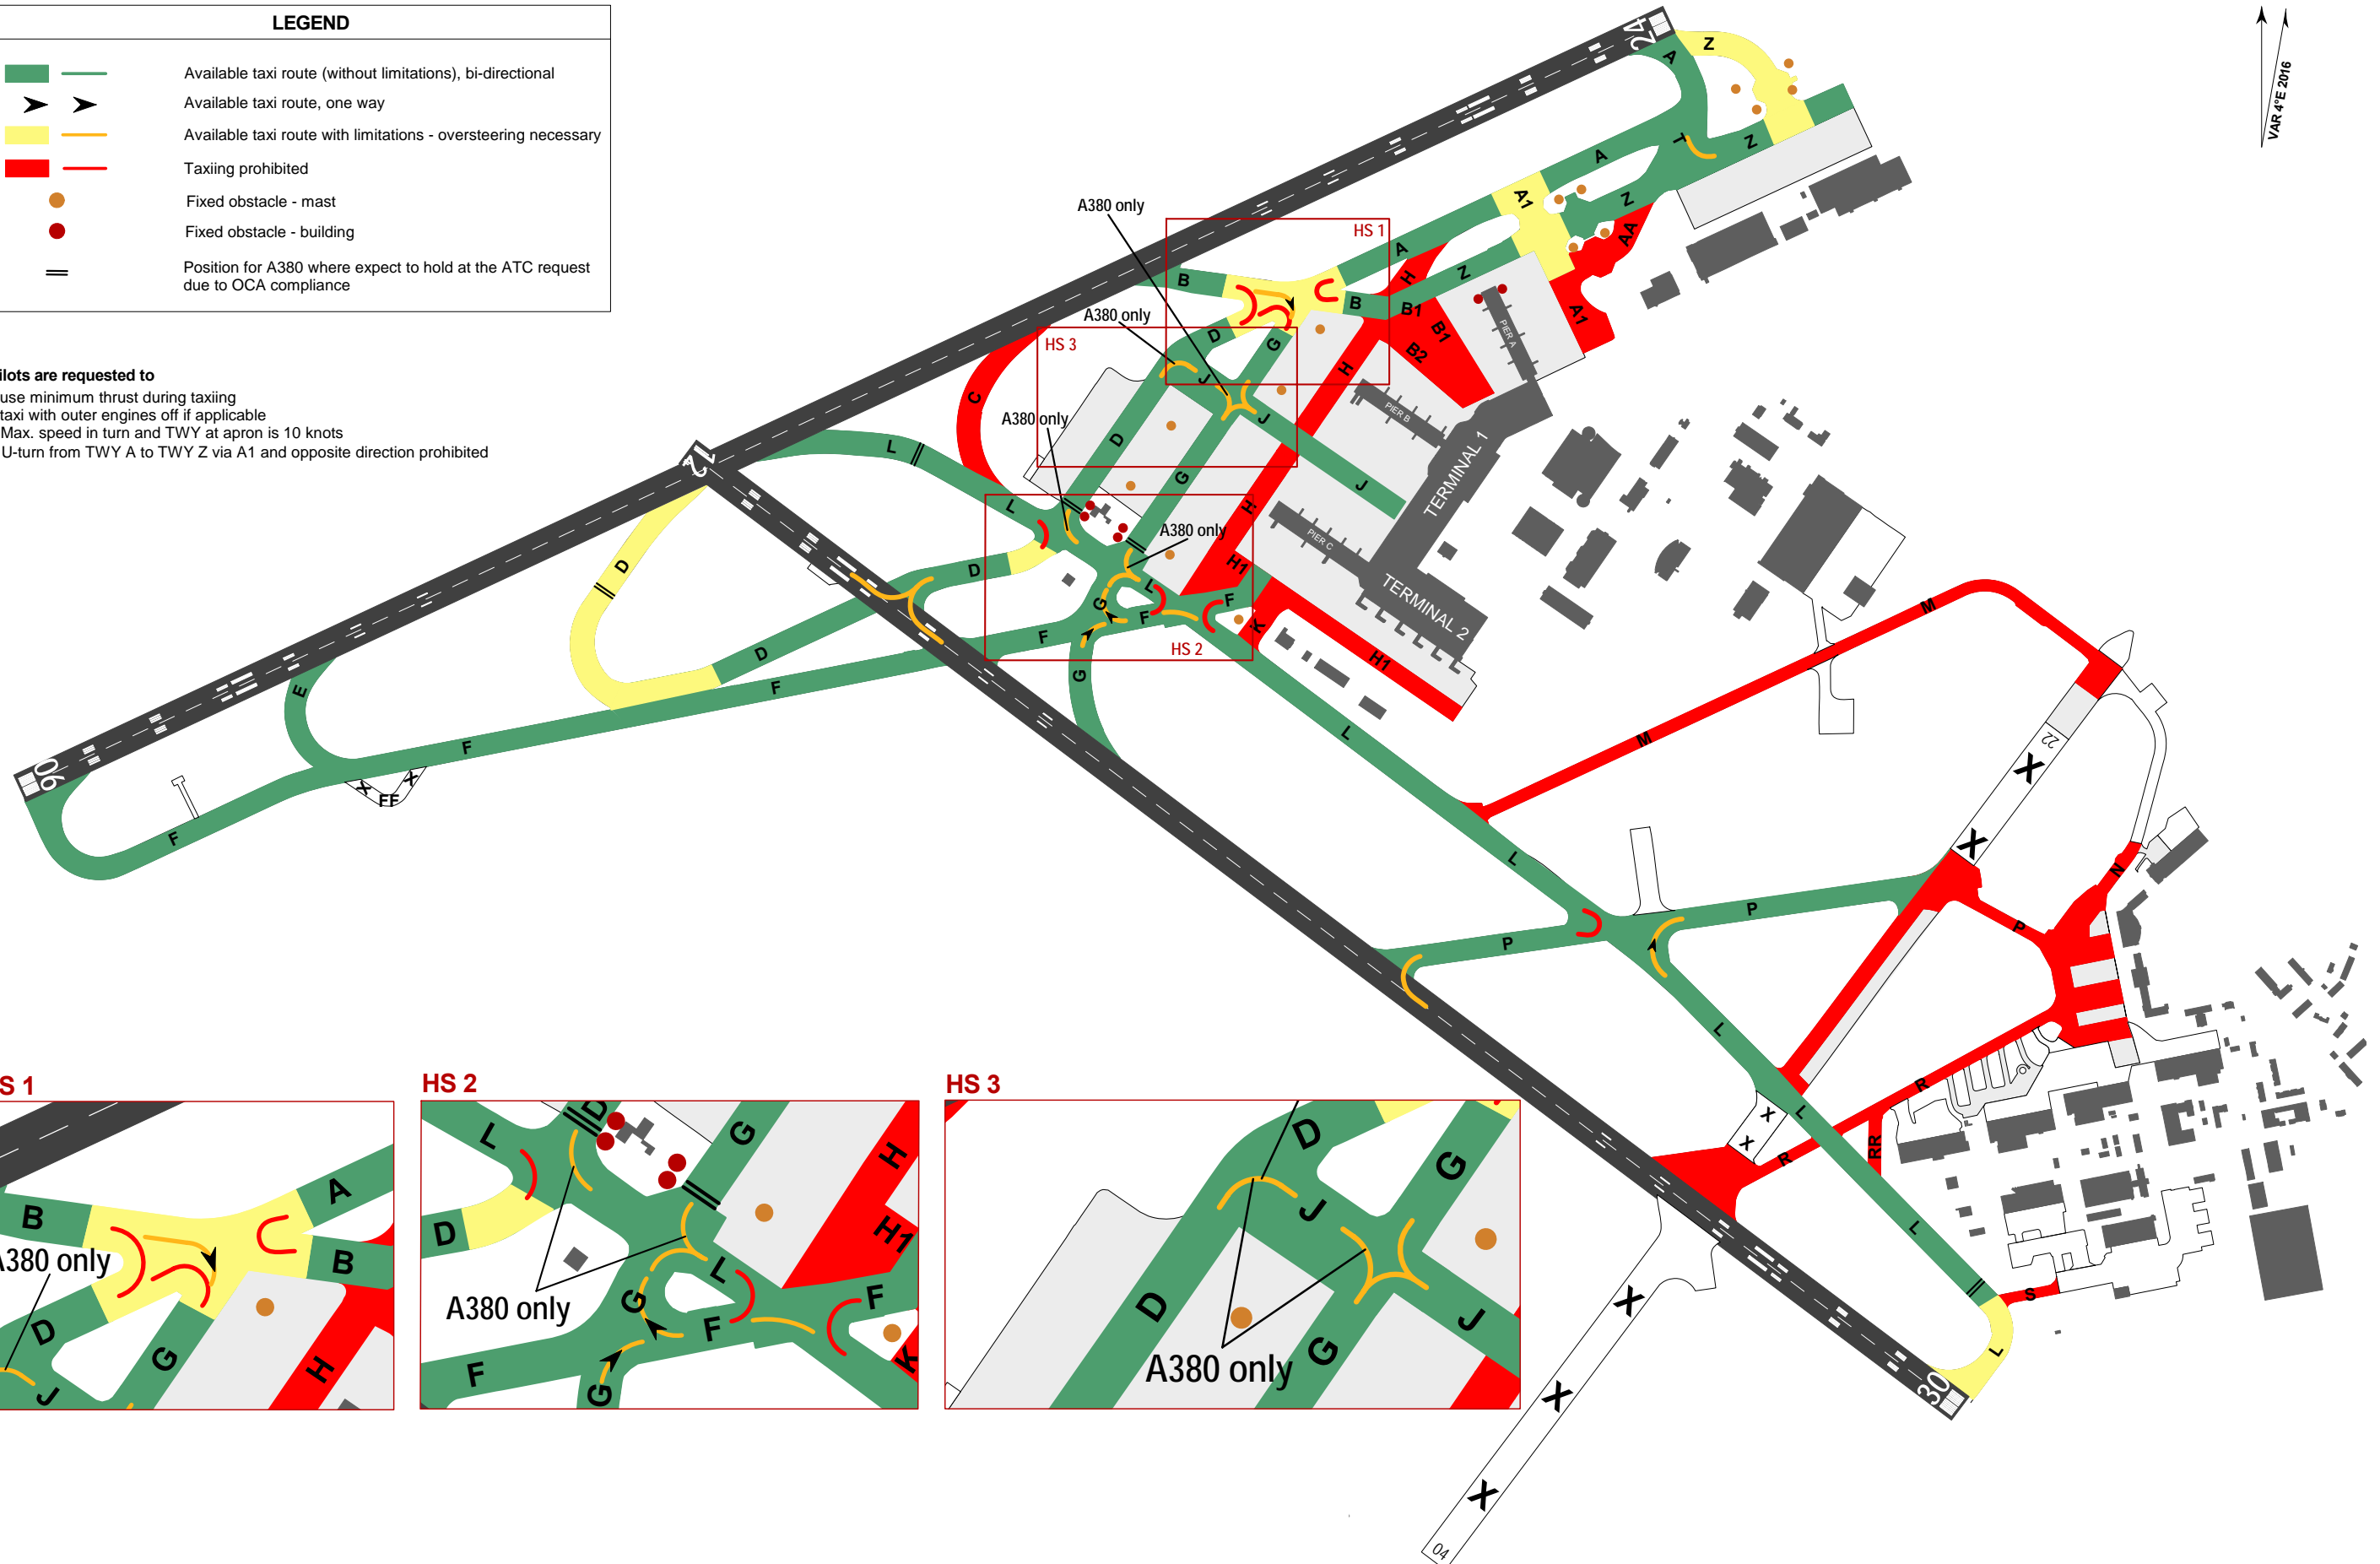 LEGEND
Available taxi route (without limitations), bi-directional
Available taxi route, one way
Available taxi route with limitations - oversteering necessary
Taxiing prohibited
Fixed obstacle - mast
Fixed obstacle - building
Position for A380 where expect to hold at the ATC request
due to OCA compliance
ilots are requested to
use minimum thrust during taxiing
taxi with outer engines off if applicable
Max. speed in turn and TWY at apron is 10 knots
U-turn from TWY A to TWY Z via A1 and opposite direction prohibited
VAR 4°E 2016
24
A
Z
T
Z
A
A1
Z
AA
A1
A380 only
HS 1
A
H
Z
B
B
B1
B1
B2
PIER A
A380 only
HS 3
D
G
J
H
C
A380 only
D
J
G
PIER B
TERMINAL 1
J
12
L
L
H
A380 only
PIER C
H1
TERMINAL 2
D
D
L
G
F
F
F
K
HS 2
H1
D
F
G
E
F
06
X
FF
X
F
L
M
M
22
X
X
L
P
P
P
N
L
L
R
R
RR
X
X
L
S
L
30
X
X
X
04
S 1
B
A
B
A380 only
D
G
H
J
HS 2
D
L
G
H
D
H1
A380 only
L
G
F
F
F
G
K
HS 3
D
G
J
D
J
G
A380 only